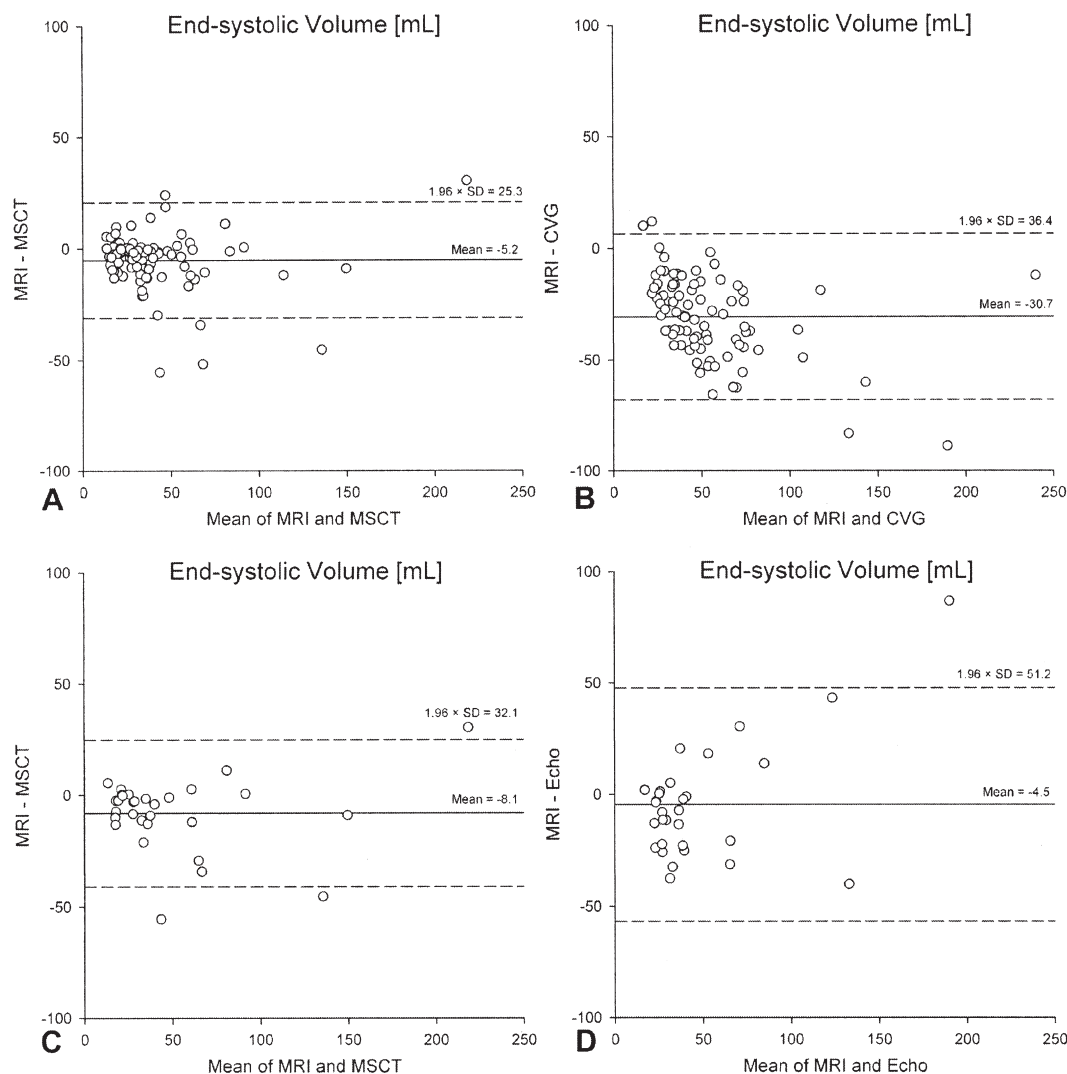 End-systolic Volume [mL]
100
50
0
-50
-100
MRI - MSCT
1.96 × SD = 25.3
Mean = -5.2
0 50 100 150 200 250
Mean of MRI and MSCT
A
End-systolic Volume [mL]
100
50
0
-50
-100
MRI - CVG
1.96 × SD = 36.4
Mean = -30.7
0 50 100 150 200 250
Mean of MRI and CVG
B
End-systolic Volume [mL]
100
50
0
-50
-100
MRI - MSCT
1.96 × SD = 32.1
Mean = -8.1
0 50 100 150 200 250
Mean of MRI and MSCT
C
End-systolic Volume [mL]
100
50
0
-50
-100
MRI - Echo
1.96 × SD = 51.2
Mean = -4.5
0 50 100 150 200 250
Mean of MRI and Echo
D